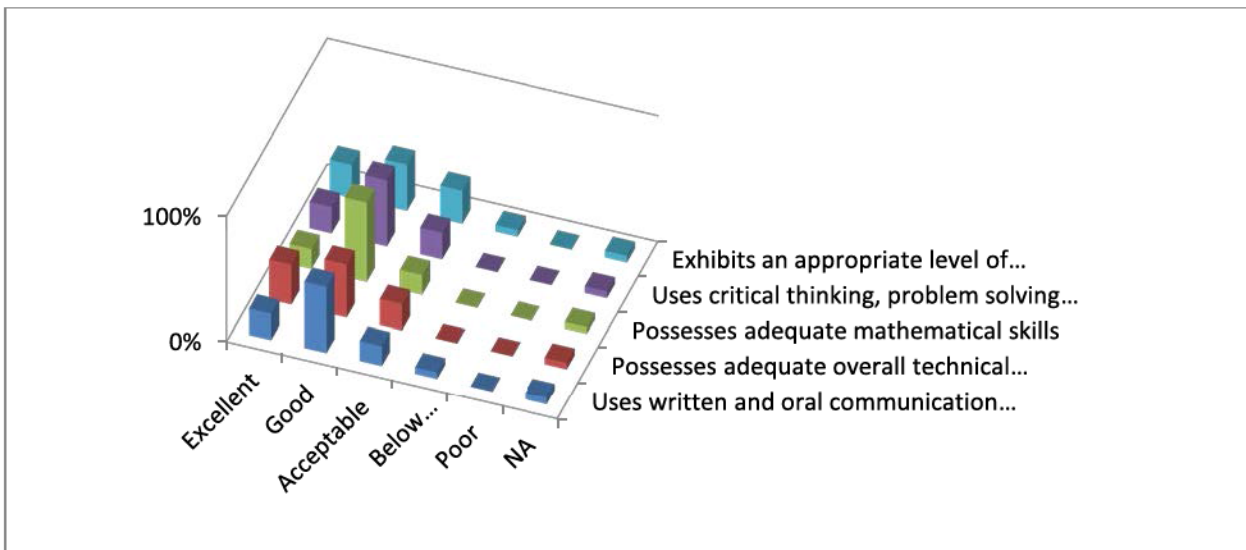 100%
0%
Excellent
Good
Acceptable
Below...
Poor
NA
Exhibits an appropriate level of...
Uses critical thinking, problem solving...
Possesses adequate mathematical skills
Possesses adequate overall technical...
Uses written and oral communication...